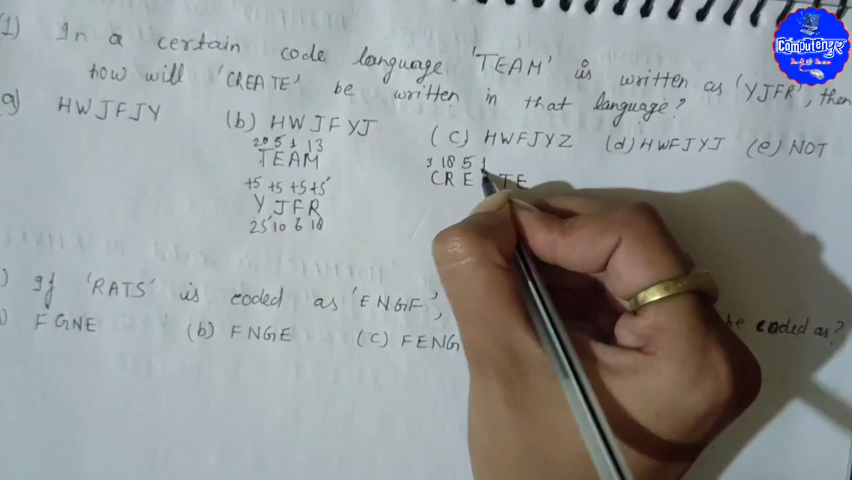 (1) In a certain code language 'TEAM' is written as 'YJFR', then
how will 'CREATE' be written in that language?
a) HWJFJY (b) HWJFYJ (c) HWFJYZ (d) HWFJYJ (e) NOT
20 5 1 13
TEAM
+5 +5 +5 +5
YJFR
25 10 6 18
3 18 5 1
CRE TE
) If 'RATS' is coded as 'ENGF', be coded as?
) FGNE (b) FNGE (c) FENG
Computengر